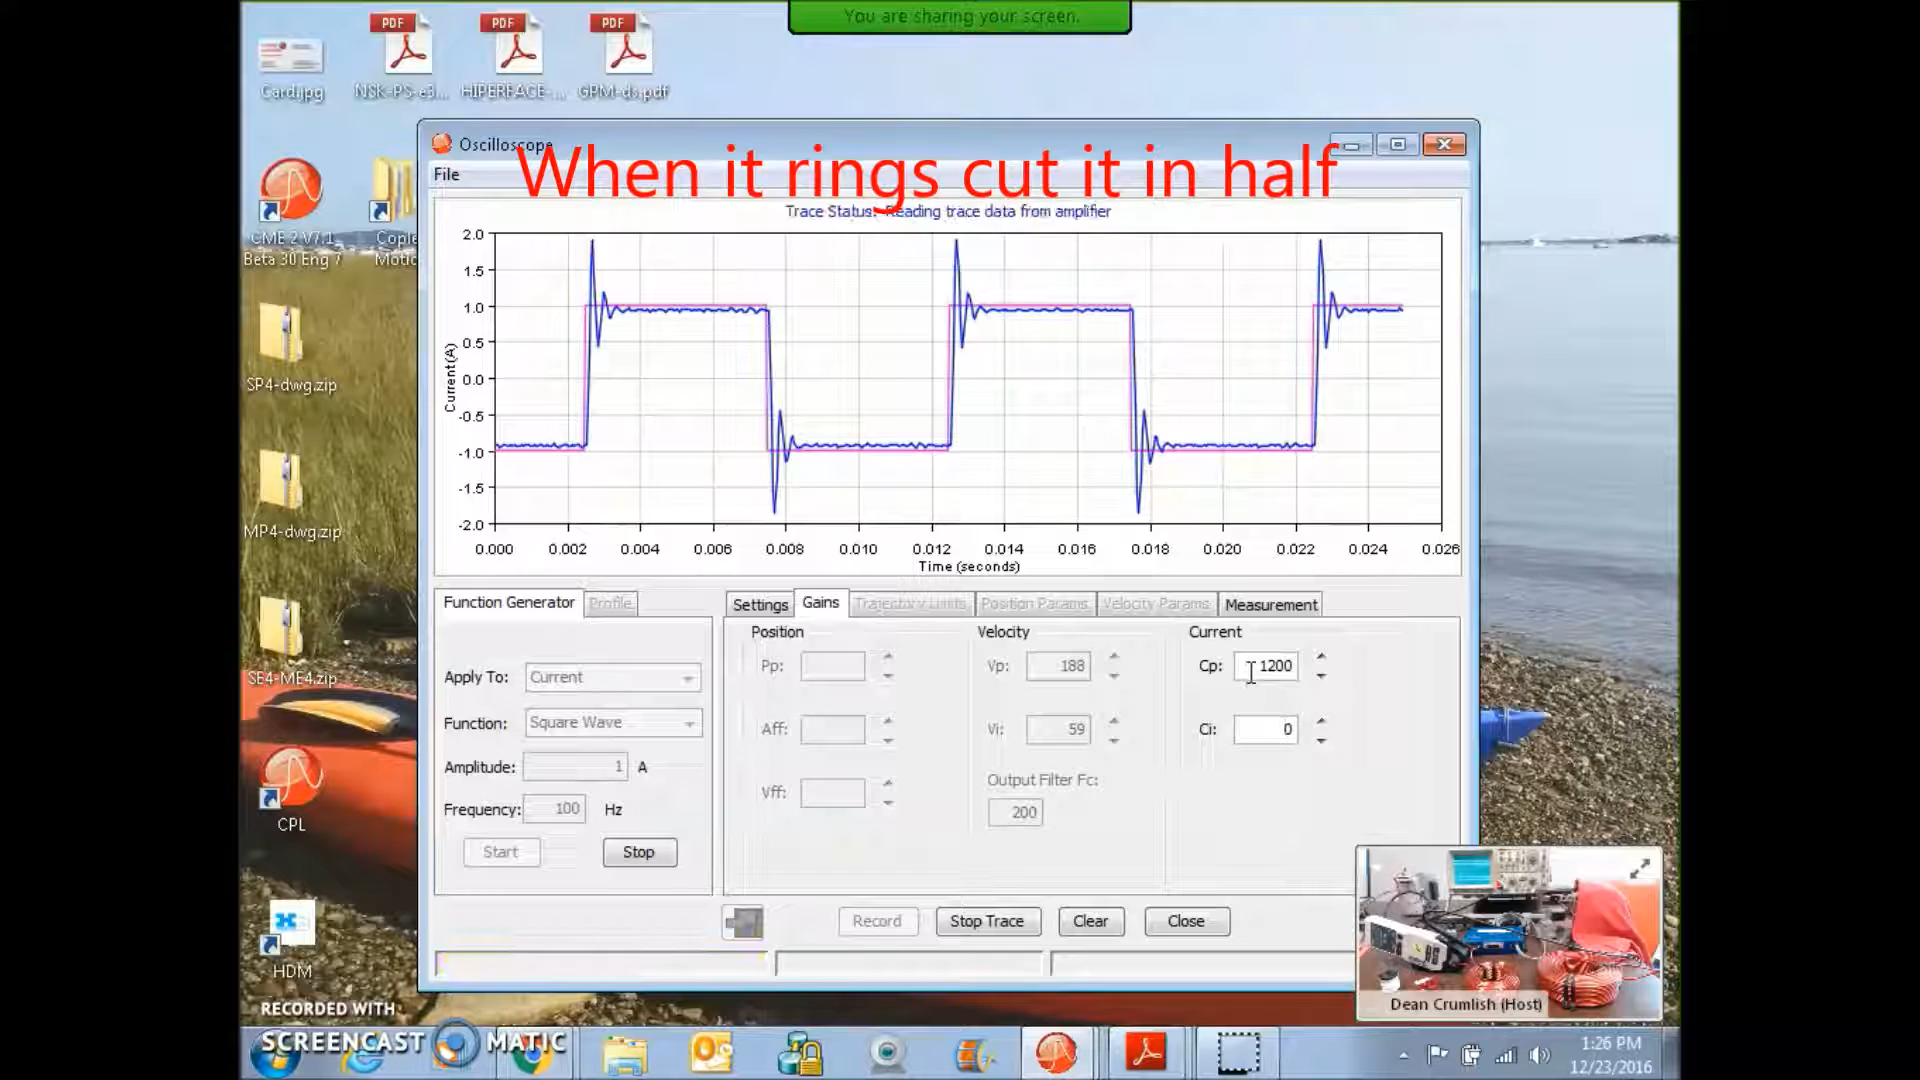 You are sharing your screen.
PDF
PDF
PDF
Card.jpg
NSK-PS-e3...
HIPERFACE-...
GPM-ds.pdf
Oscilloscope
When it rings cut it in half
File
Trace Status: Reading trace data from amplifier
CME 2 V7.1
Beta 30 Eng 7
Cople
Motic
SP4-dwg.zip
MP4-dwg.zip
SE4-ME4.zip
CPL
HDM
2.0
1.5
1.0
0.5
0.0
-0.5
-1.0
-1.5
-2.0
Current(A)
0.000 0.002 0.004 0.006 0.008 0.010 0.012 0.014 0.016 0.018 0.020 0.022 0.024 0.026
Time (seconds)
Function Generator Profile
Settings Gains Trajectory Limits Position Params. Velocity Params. Measurement
Apply To: Current
Function: Square Wave
Amplitude: 1 A
Frequency: 100 Hz
Start Stop
Position
Pp:
Aff:
Vff:
Velocity
Vp: 188
Vi: 59
Output Filter Fc:
200
Current
Cp: 1200
Ci: 0
Record Stop Trace Clear Close
Dean Crumlish (Host)
RECORDED WITH
SCREENCAST MATIC
1:26 PM
12/23/2016